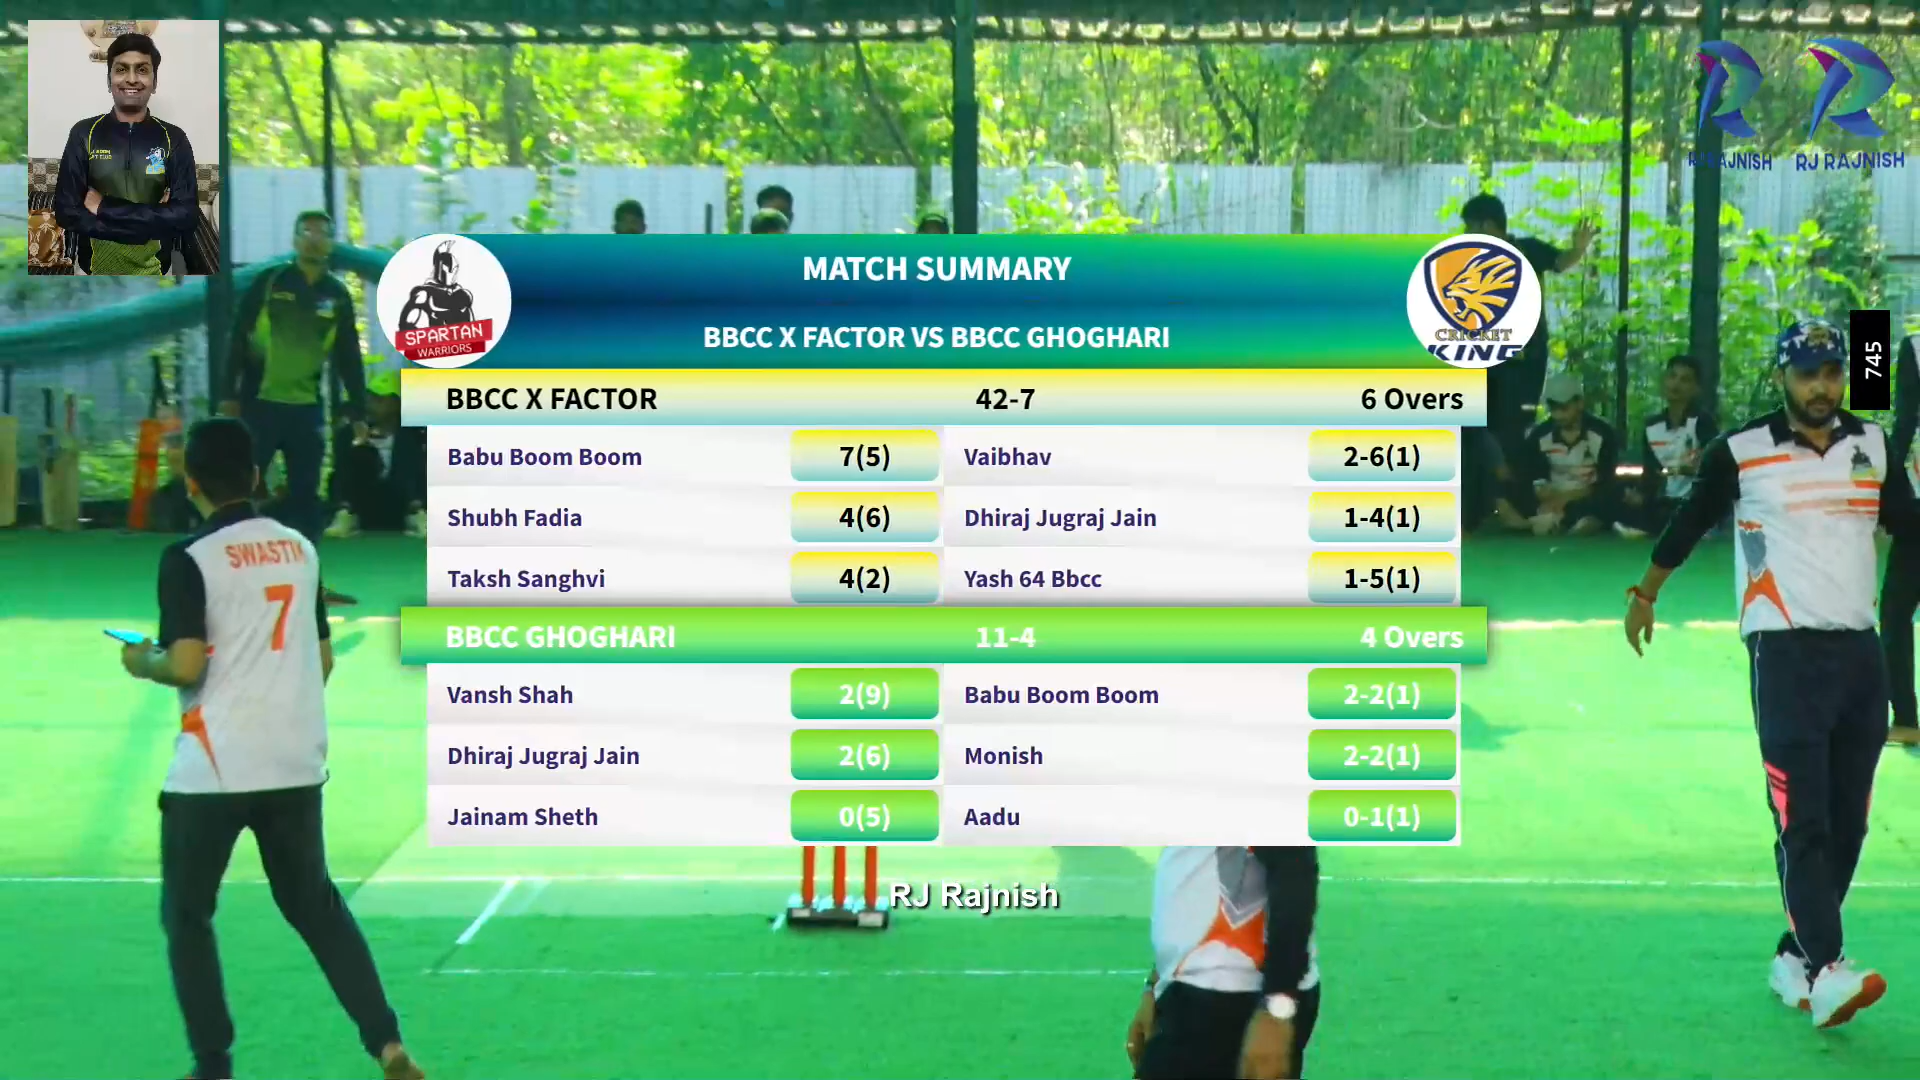 RJ RAJNISH
RJ RAJNISH
MATCH SUMMARY
BBCC X FACTOR VS BBCC GHOGHARI
SPARTAN
WARRIORS
CRICKET
KING
745
BBCC X FACTOR 42-7 6 Overs
Babu Boom Boom 7(5) Vaibhav 2-6(1)
Shubh Fadia 4(6) Dhiraj Jugraj Jain 1-4(1)
Taksh Sanghvi 4(2) Yash 64 Bbcc 1-5(1)
BBCC GHOGHARI 11-4 4 Overs
Vansh Shah 2(9) Babu Boom Boom 2-2(1)
Dhiraj Jugraj Jain 2(6) Monish 2-2(1)
Jainam Sheth 0(5) Aadu 0-1(1)
SWASTIK
7
RJ Rajnish